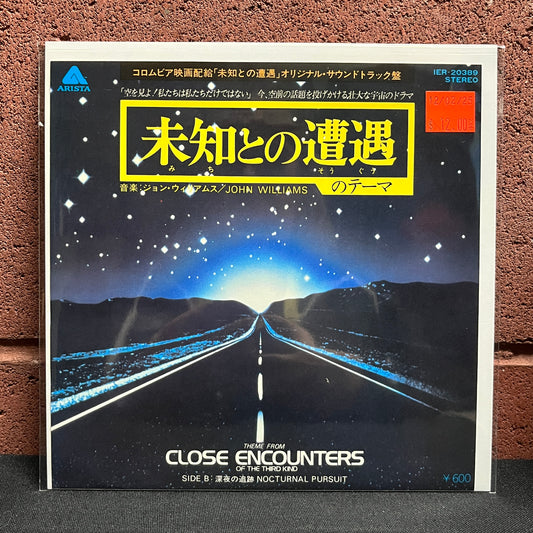 ARISTA
コロムビア映画配給「未知との遭遇」オリジナル・サウンドトラック盤
IER-20389
STEREO
「空を見よ!私たちは私たちだけではない」 今、空前の話題を投げかける壮大な宇宙のドラマ
12/02/25
$12.00
未知との遭遇
みち そうぐう
のテーマ
音楽:ジョン・ウィリアムス/JOHN WILLIAMS
THEME FROM
CLOSE ENCOUNTERS
OF THE THIRD KIND
SIDE B:深夜の追跡 NOCTURNAL PURSUIT
¥600